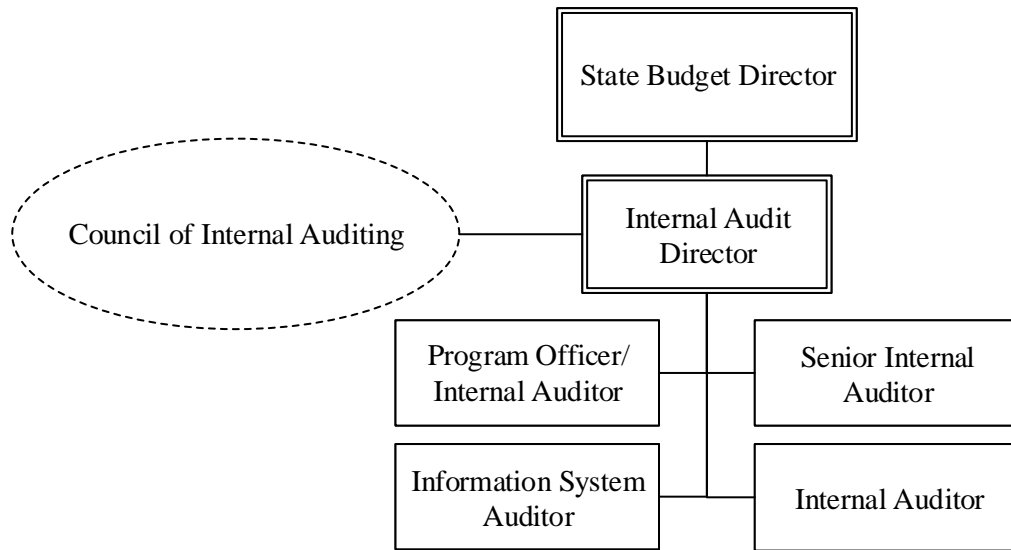 State Budget Director
Council of Internal Auditing
Internal Audit
Director
Program Officer/
Internal Auditor
Senior Internal
Auditor
Information System
Auditor
Internal Auditor